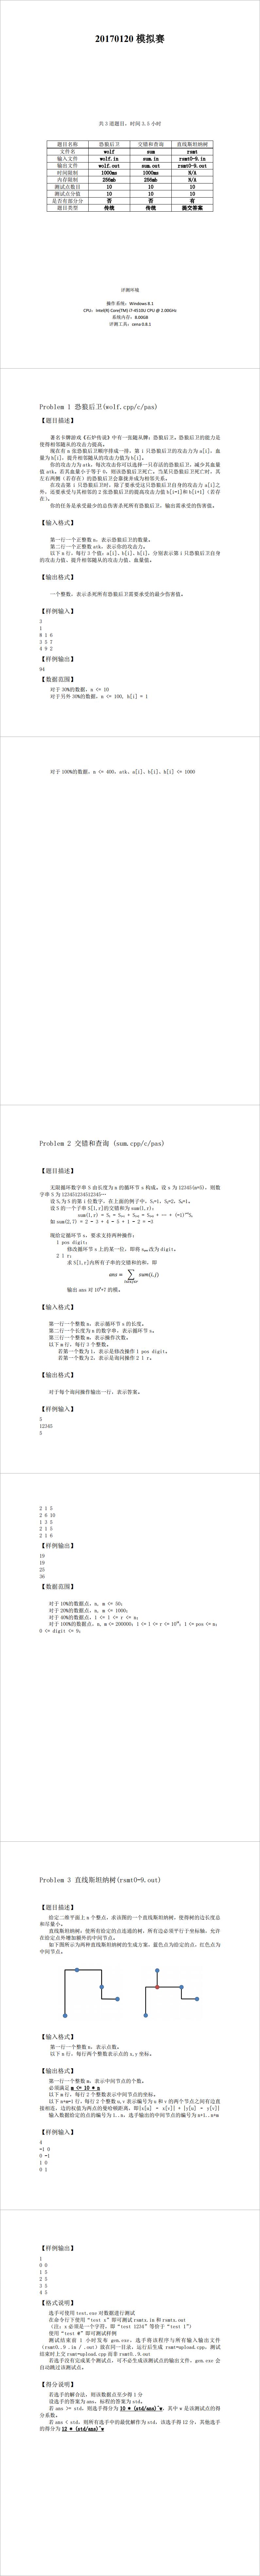 20170120 模拟赛
共 3 道题目，时间 3.5 小时
题目名称 恐狼后卫 交错和查询 直线斯坦纳树
文件名 wolf sum rsmt
输入文件 wolf.in sum.in rsmt0~9.in
输出文件 wolf.out sum.out rsmt0~9.out
时间限制 1000ms 1000ms N/A
内存限制 256mb 256mb N/A
测试点数目 10 10 10
测试点分值 10 10 10
是否有部分分 否 否 有
题目类型 传统 传统 提交答案
评测环境
操作系统：Windows 8.1
CPU：Intel(R) Core(TM) i7-4510U CPU @ 2.00GHz
系统内存：8.00GB
评测工具：cena 0.8.1
Problem 1 恐狼后卫(wolf.cpp/c/pas)
【题目描述】
著名卡牌游戏《石炉传说》中有一张随从牌：恐狼后卫。恐狼后卫的能力是
使得相邻随从的攻击力提高。
现在有 n 张恐狼后卫顺序排成一排，第 i 只恐狼后卫的攻击力为 a[i]，血
量为 h[i]，提升相邻随从的攻击力值为 b[i]。
你的攻击力为 atk，每次攻击你可以选择一只存活的恐狼后卫，减少其血量
值 atk，若其血量小于等于 0，则该恐狼后卫死亡。当某只恐狼后卫死亡时，其
左右两侧（若存在）的恐狼后卫会靠拢并成为相邻关系。
在攻击第 i 只恐狼后卫时，除了要承受这只恐狼后卫自身的攻击力 a[i]之
外，还要承受与其相邻的 2 张恐狼后卫的提高攻击力值 b[i-1]和 b[i+1]（若存
在）。
你的任务是承受最少的总伤害杀死所有恐狼后卫，输出需承受的伤害值。
【输入格式】
第一行一个正整数 n，表示恐狼后卫的数量。
第二行一个正整数 atk，表示你的攻击力。
以下 n 行，每行 3 个值：a[i]、b[i]、h[i]，分别表示第 i 只恐狼后卫自身
的攻击力值、提升相邻随从的攻击力值、血量值。
【输出格式】
一个整数，表示杀死所有恐狼后卫需要承受的最少伤害值。
【样例输入】
3
1
8 1 6
3 5 7
4 9 2
【样例输出】
94
【数据范围】
对于 30%的数据，n <= 10
对于另外 30%的数据，n <= 100，h[i] = 1
对于 100%的数据，n <= 400，atk、a[i]、b[i]、h[i] <= 1000
Problem 2 交错和查询 (sum.cpp/c/pas)
【题目描述】
无限循环数字串 S 由长度为 n 的循环节 s 构成。设 s 为 12345(n=5)，则数
字串 S 为 123451234512345…
设 Sᵢ 为 S 的第 i 位数字，在上面的例子中，S₁=1，S₂=2，S₆=1。
设 S 的一个子串 S[l,r]的交错和为 sum(l,r)：
如 sum(2,7) = 2 - 3 + 4 - 5 + 1 - 2 = -3
现给定循环节 s，要求支持两种操作：
1 pos digit：
修改循环节 s 上的某一位，即将 s_pos 改为 digit。
2 l r：
求 S[l,r]内所有子串的交错和的和，即
输出 ans 对 10⁹+7 的模。
【输入格式】
第一行一个整数 n，表示循环节 s 的长度。
第二行一个长度为 n 的数字串，表示循环节 s。
第三行一个整数 m，表示操作次数。
以下 m 行，每行 3 个整数。
若第一个数为 1，表示是修改操作 1 pos digit。
若第一个数为 2，表示是询问操作 2 l r。
【输出格式】
对于每个询问操作输出一行，表示答案。
【样例输入】
5
12345
5
2 1 5
2 6 10
1 3 5
2 1 5
2 1 6
【样例输出】
19
19
25
36
【数据范围】
对于 10%的数据点，n, m <= 50；
对于 20%的数据点，n, m <= 1000；
对于 40%的数据点，1 <= l <= r <= n；
对于 100%的数据点，n, m <= 200000；1 <= l <= r <= 10¹⁸；1 <= pos <= n；
0 <= digit <= 9；
Problem 3 直线斯坦纳树(rsmt0~9.out)
【题目描述】
给定二维平面上 n 个整点，求该图的一个直线斯坦纳树，使得树的边长度总
和尽量小。
直线斯坦纳树：使所有给定的点连通的树，所有边必须平行于坐标轴，允许
在给定点外增加额外的中间节点。
如下图所示为两种直线斯坦纳树的生成方案，蓝色点为给定的点，红色点为
中间节点。
【输入格式】
第一行一个整数 n，表示点数。
以下 n 行，每行两个整数表示点的 x,y 坐标。
【输出格式】
第一行一个整数 m，表示中间节点的个数。
必须满足 m <= 10 * n
以下 m 行，每行 2 个整数表示中间节点的坐标。
以下 n+m-1 行，每行 2 个整数 u,v 表示编号为 u 和 v 的两个节点之间有边直
接相连，边的权值为两点的曼哈顿距离，即|x[u] - x[v]| + |y[u] - y[v]|
输入数据给定的点的编号为 1..n，选手输出的中间节点的编号为 n+1..n+m
【样例输入】
4
-1 0
0 -1
1 0
0 1
【样例输出】
1
0 0
1 5
2 5
3 5
4 5
【格式说明】
选手可使用 test.exe 对数据进行测试
在命令行下使用“test x”即可测试 rsmtx.in 和 rsmtx.out
（注：x 必须是一个字符，即“test 1234”等价于“test 1”）
使用“test #”即可测试样例
测试结束前 1 小时发布 gen.exe，选手将该程序与所有输入输出文件
（rsmt0..9 .in / .out）放在同一目录，运行后生成 rsmt-upload.cpp，测试
结束时上交 rsmt-upload.cpp 而非 rsmt0..9.out
若选手没有完成某个测试点，可不必生成该测试点的输出文件，gen.exe 会
自动跳过该测试点。
【得分说明】
若选手的解合法，则该数据点至少得 1 分
设选手的答案为 ans，标程的答案为 std，
若 ans >= std，则选手得分为 10 * (std/ans)^w，其中 w 是该测试点的得
分系数。
若 ans < std，则所有选手中的最优解作为 std，该选手得 12 分，其他选手
的得分为 12 * (std/ans)^w